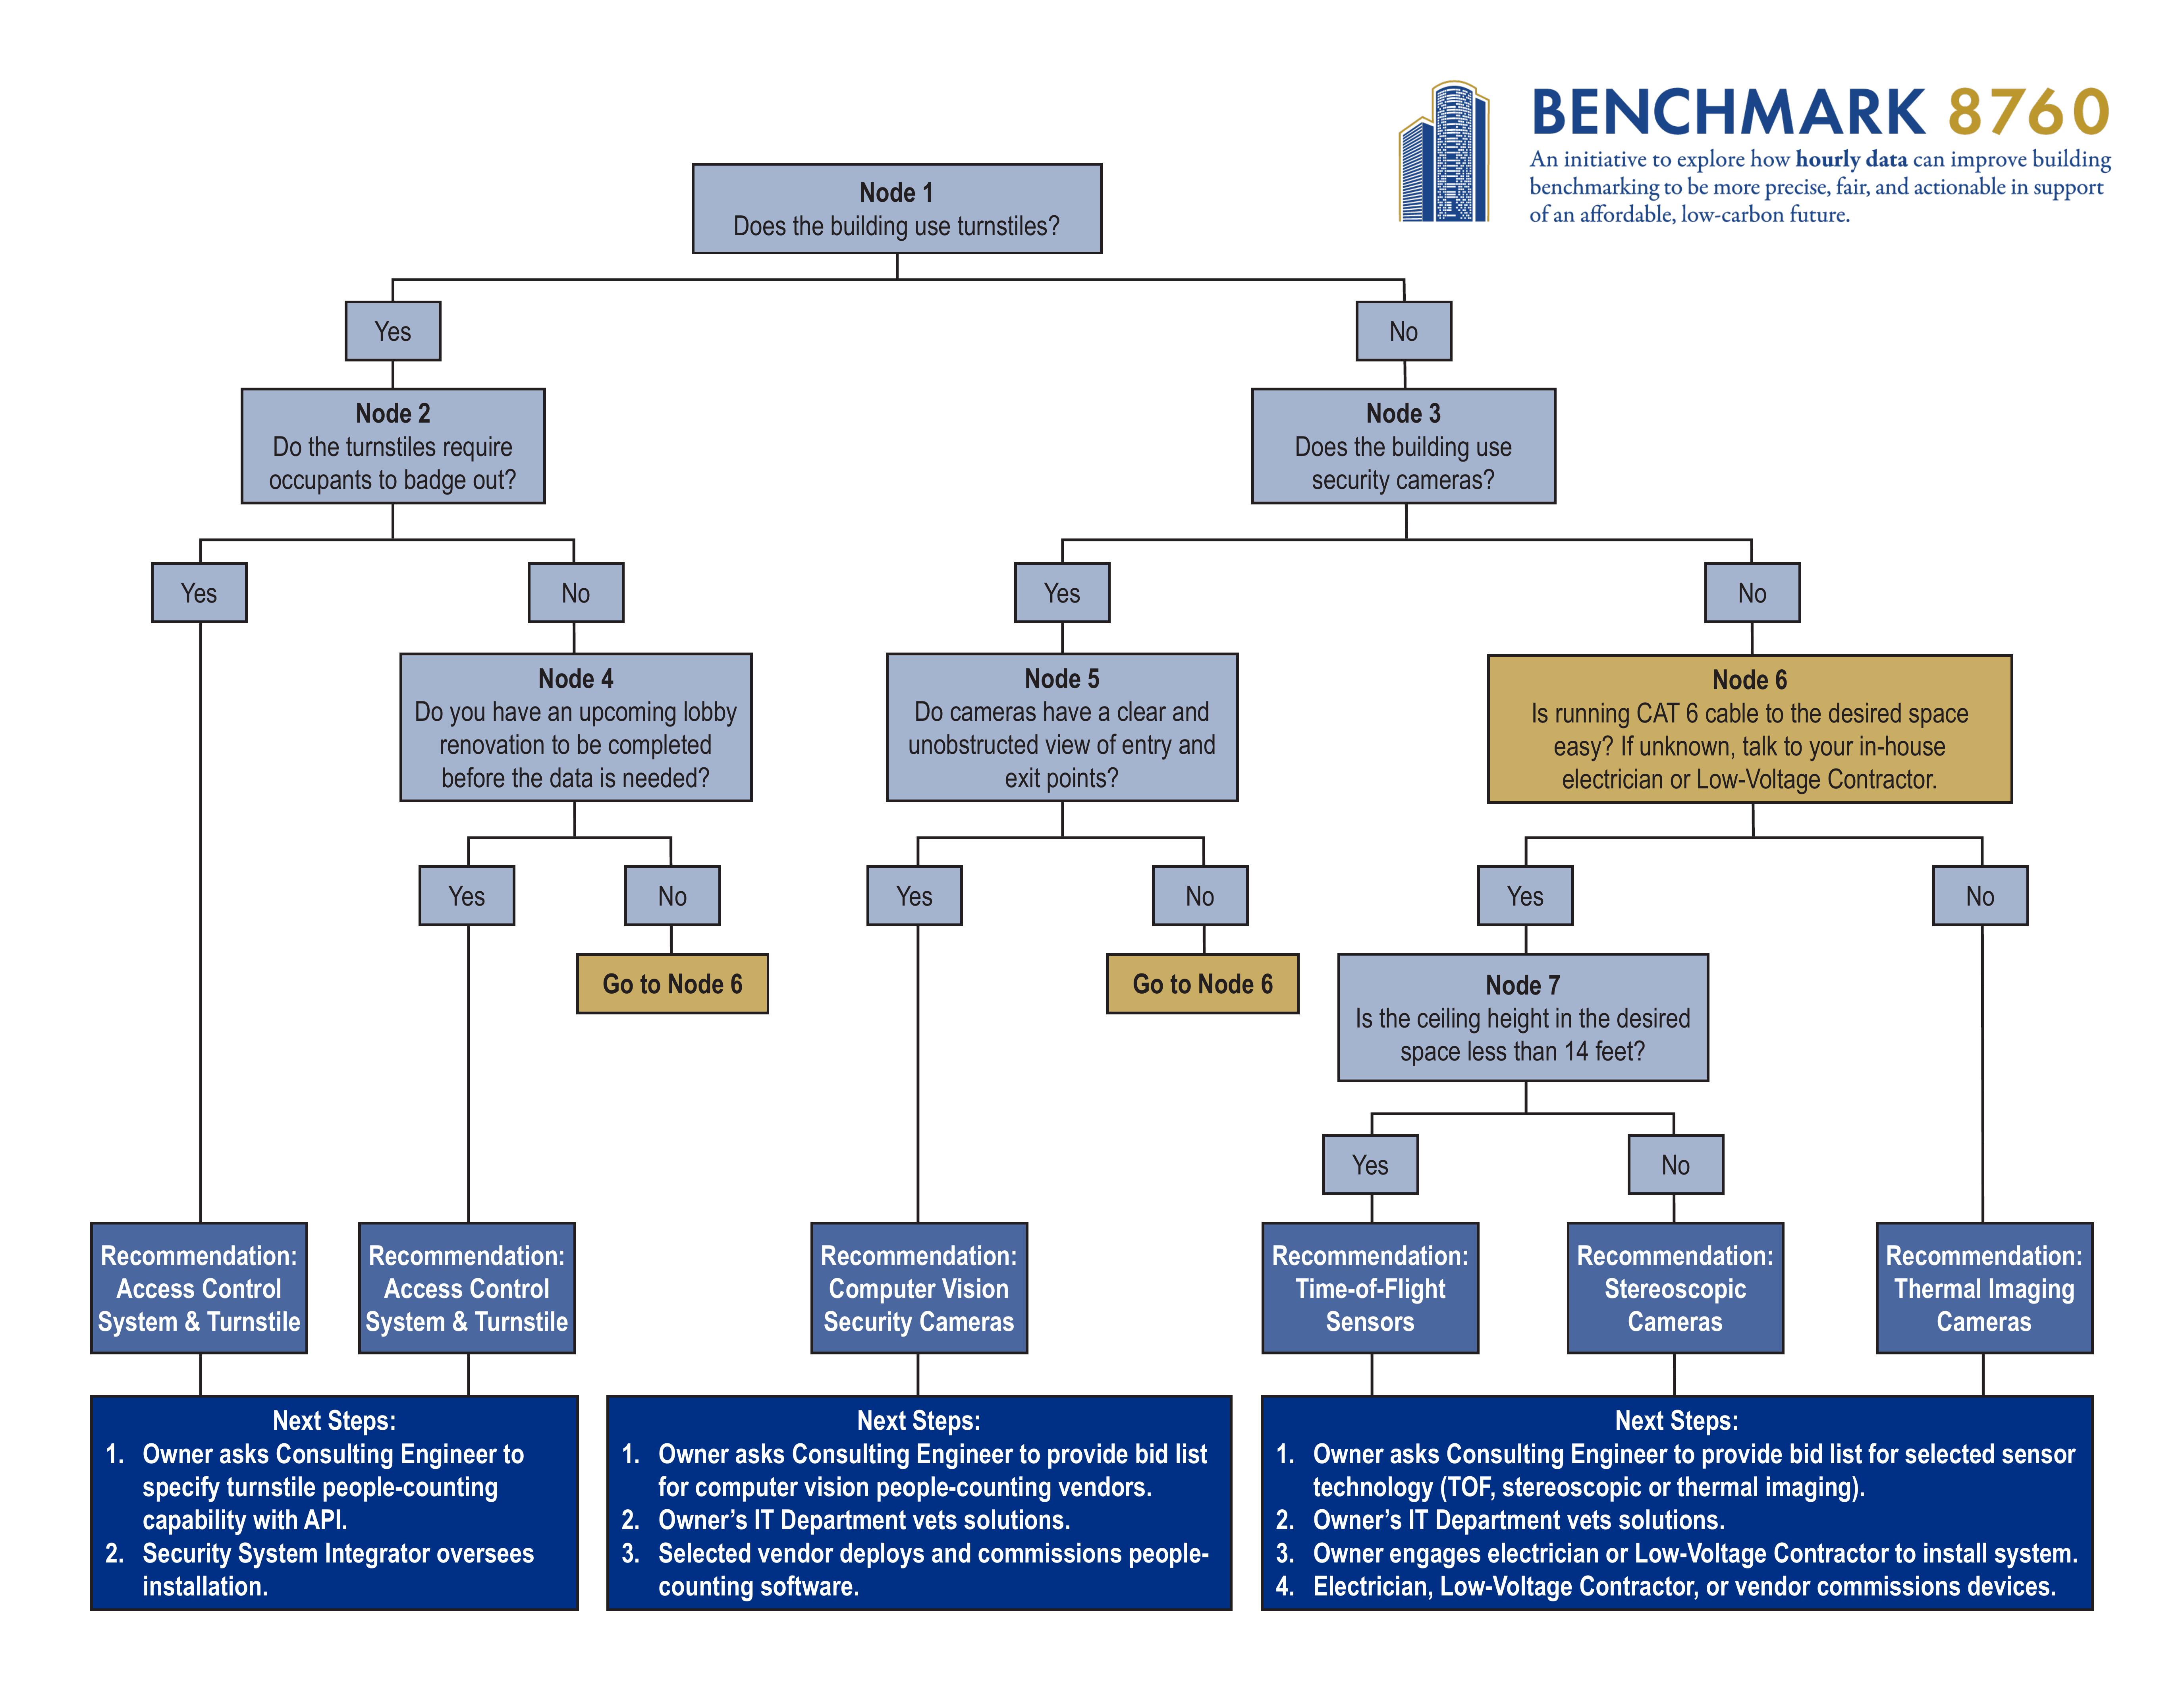 BENCHMARK 8760
An initiative to explore how hourly data can improve building
benchmarking to be more precise, fair, and actionable in support
of an affordable, low-carbon future.
Node 1
Does the building use turnstiles?
Yes
No
Node 2
Do the turnstiles require
occupants to badge out?
Node 3
Does the building use
security cameras?
Yes
No
Yes
No
Node 4
Do you have an upcoming lobby
renovation to be completed
before the data is needed?
Node 5
Do cameras have a clear and
unobstructed view of entry and
exit points?
Node 6
Is running CAT 6 cable to the desired space
easy? If unknown, talk to your in-house
electrician or Low-Voltage Contractor.
Yes
No
Yes
No
Yes
No
Go to Node 6
Go to Node 6
Node 7
Is the ceiling height in the desired
space less than 14 feet?
Yes
No
Recommendation:
Access Control
System & Turnstile
Recommendation:
Access Control
System & Turnstile
Recommendation:
Computer Vision
Security Cameras
Recommendation:
Time-of-Flight
Sensors
Recommendation:
Stereoscopic
Cameras
Recommendation:
Thermal Imaging
Cameras
Next Steps:
1. Owner asks Consulting Engineer to
specify turnstile people-counting
capability with API.
2. Security System Integrator oversees
installation.
Next Steps:
1. Owner asks Consulting Engineer to provide bid list
for computer vision people-counting vendors.
2. Owner's IT Department vets solutions.
3. Selected vendor deploys and commissions people-
counting software.
Next Steps:
1. Owner asks Consulting Engineer to provide bid list for selected sensor
technology (TOF, stereoscopic or thermal imaging).
2. Owner's IT Department vets solutions.
3. Owner engages electrician or Low-Voltage Contractor to install system.
4. Electrician, Low-Voltage Contractor, or vendor commissions devices.